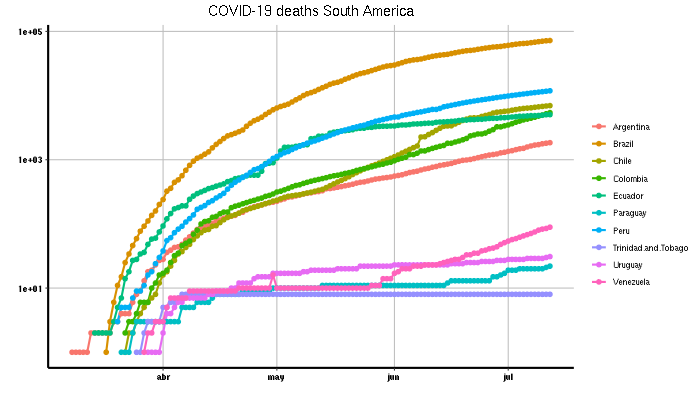 COVID-19 deaths South America
1e+05
1e+03
1e+01
abr may jun jul
Argentina
Brazil
Chile
Colombia
Ecuador
Paraguay
Peru
Trinidad.and.Tobago
Uruguay
Venezuela